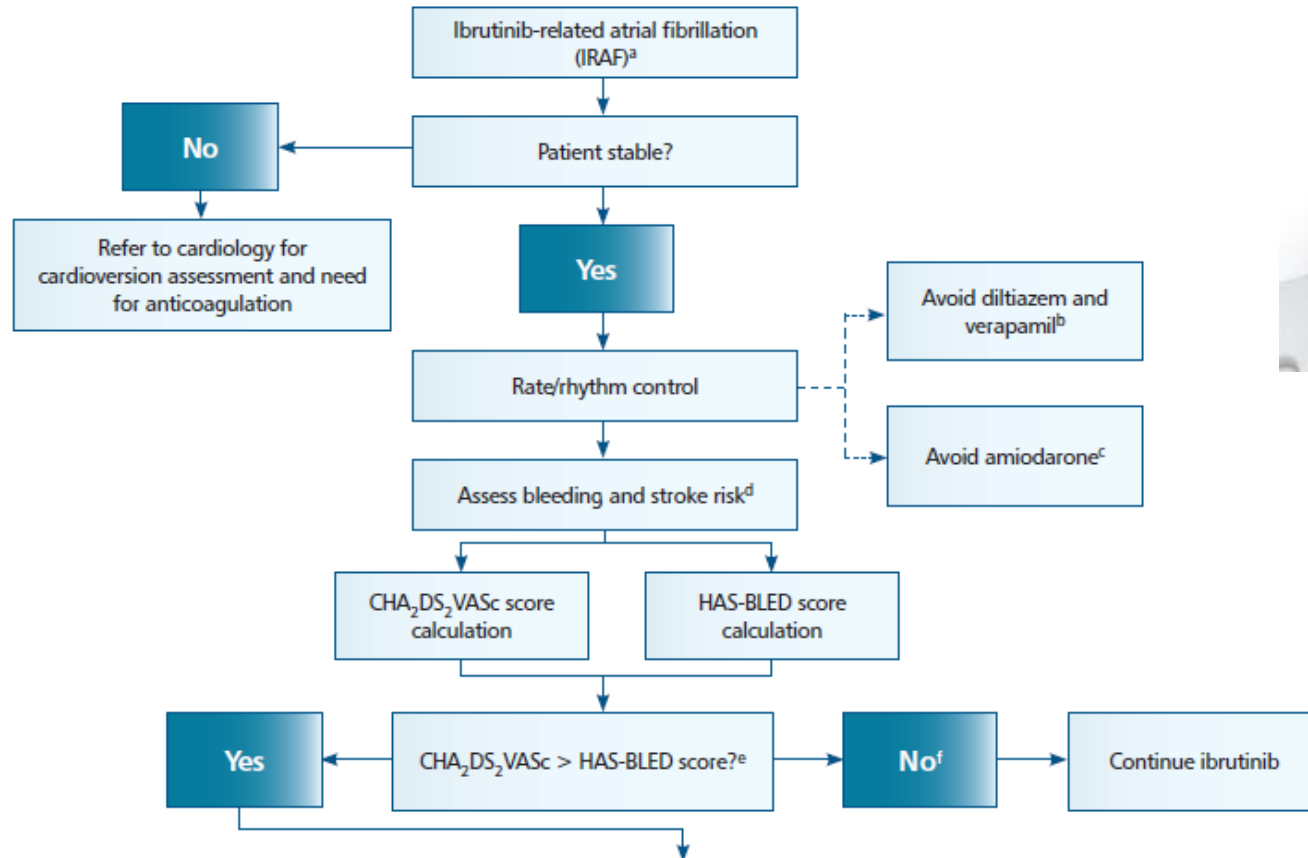 Ibrutinib-related atrial fibrillation
(IRAF)ᵃ
No
Patient stable?
Refer to cardiology for
cardioversion assessment and need
for anticoagulation
Yes
Avoid diltiazem and
verapamilᵇ
Rate/rhythm control
Avoid amiodaroneᶜ
Assess bleeding and stroke riskᵈ
CHA₂DS₂VASc score
calculation
HAS-BLED score
calculation
Yes
CHA₂DS₂VASc > HAS-BLED score?ᵉ
Noᶠ
Continue ibrutinib